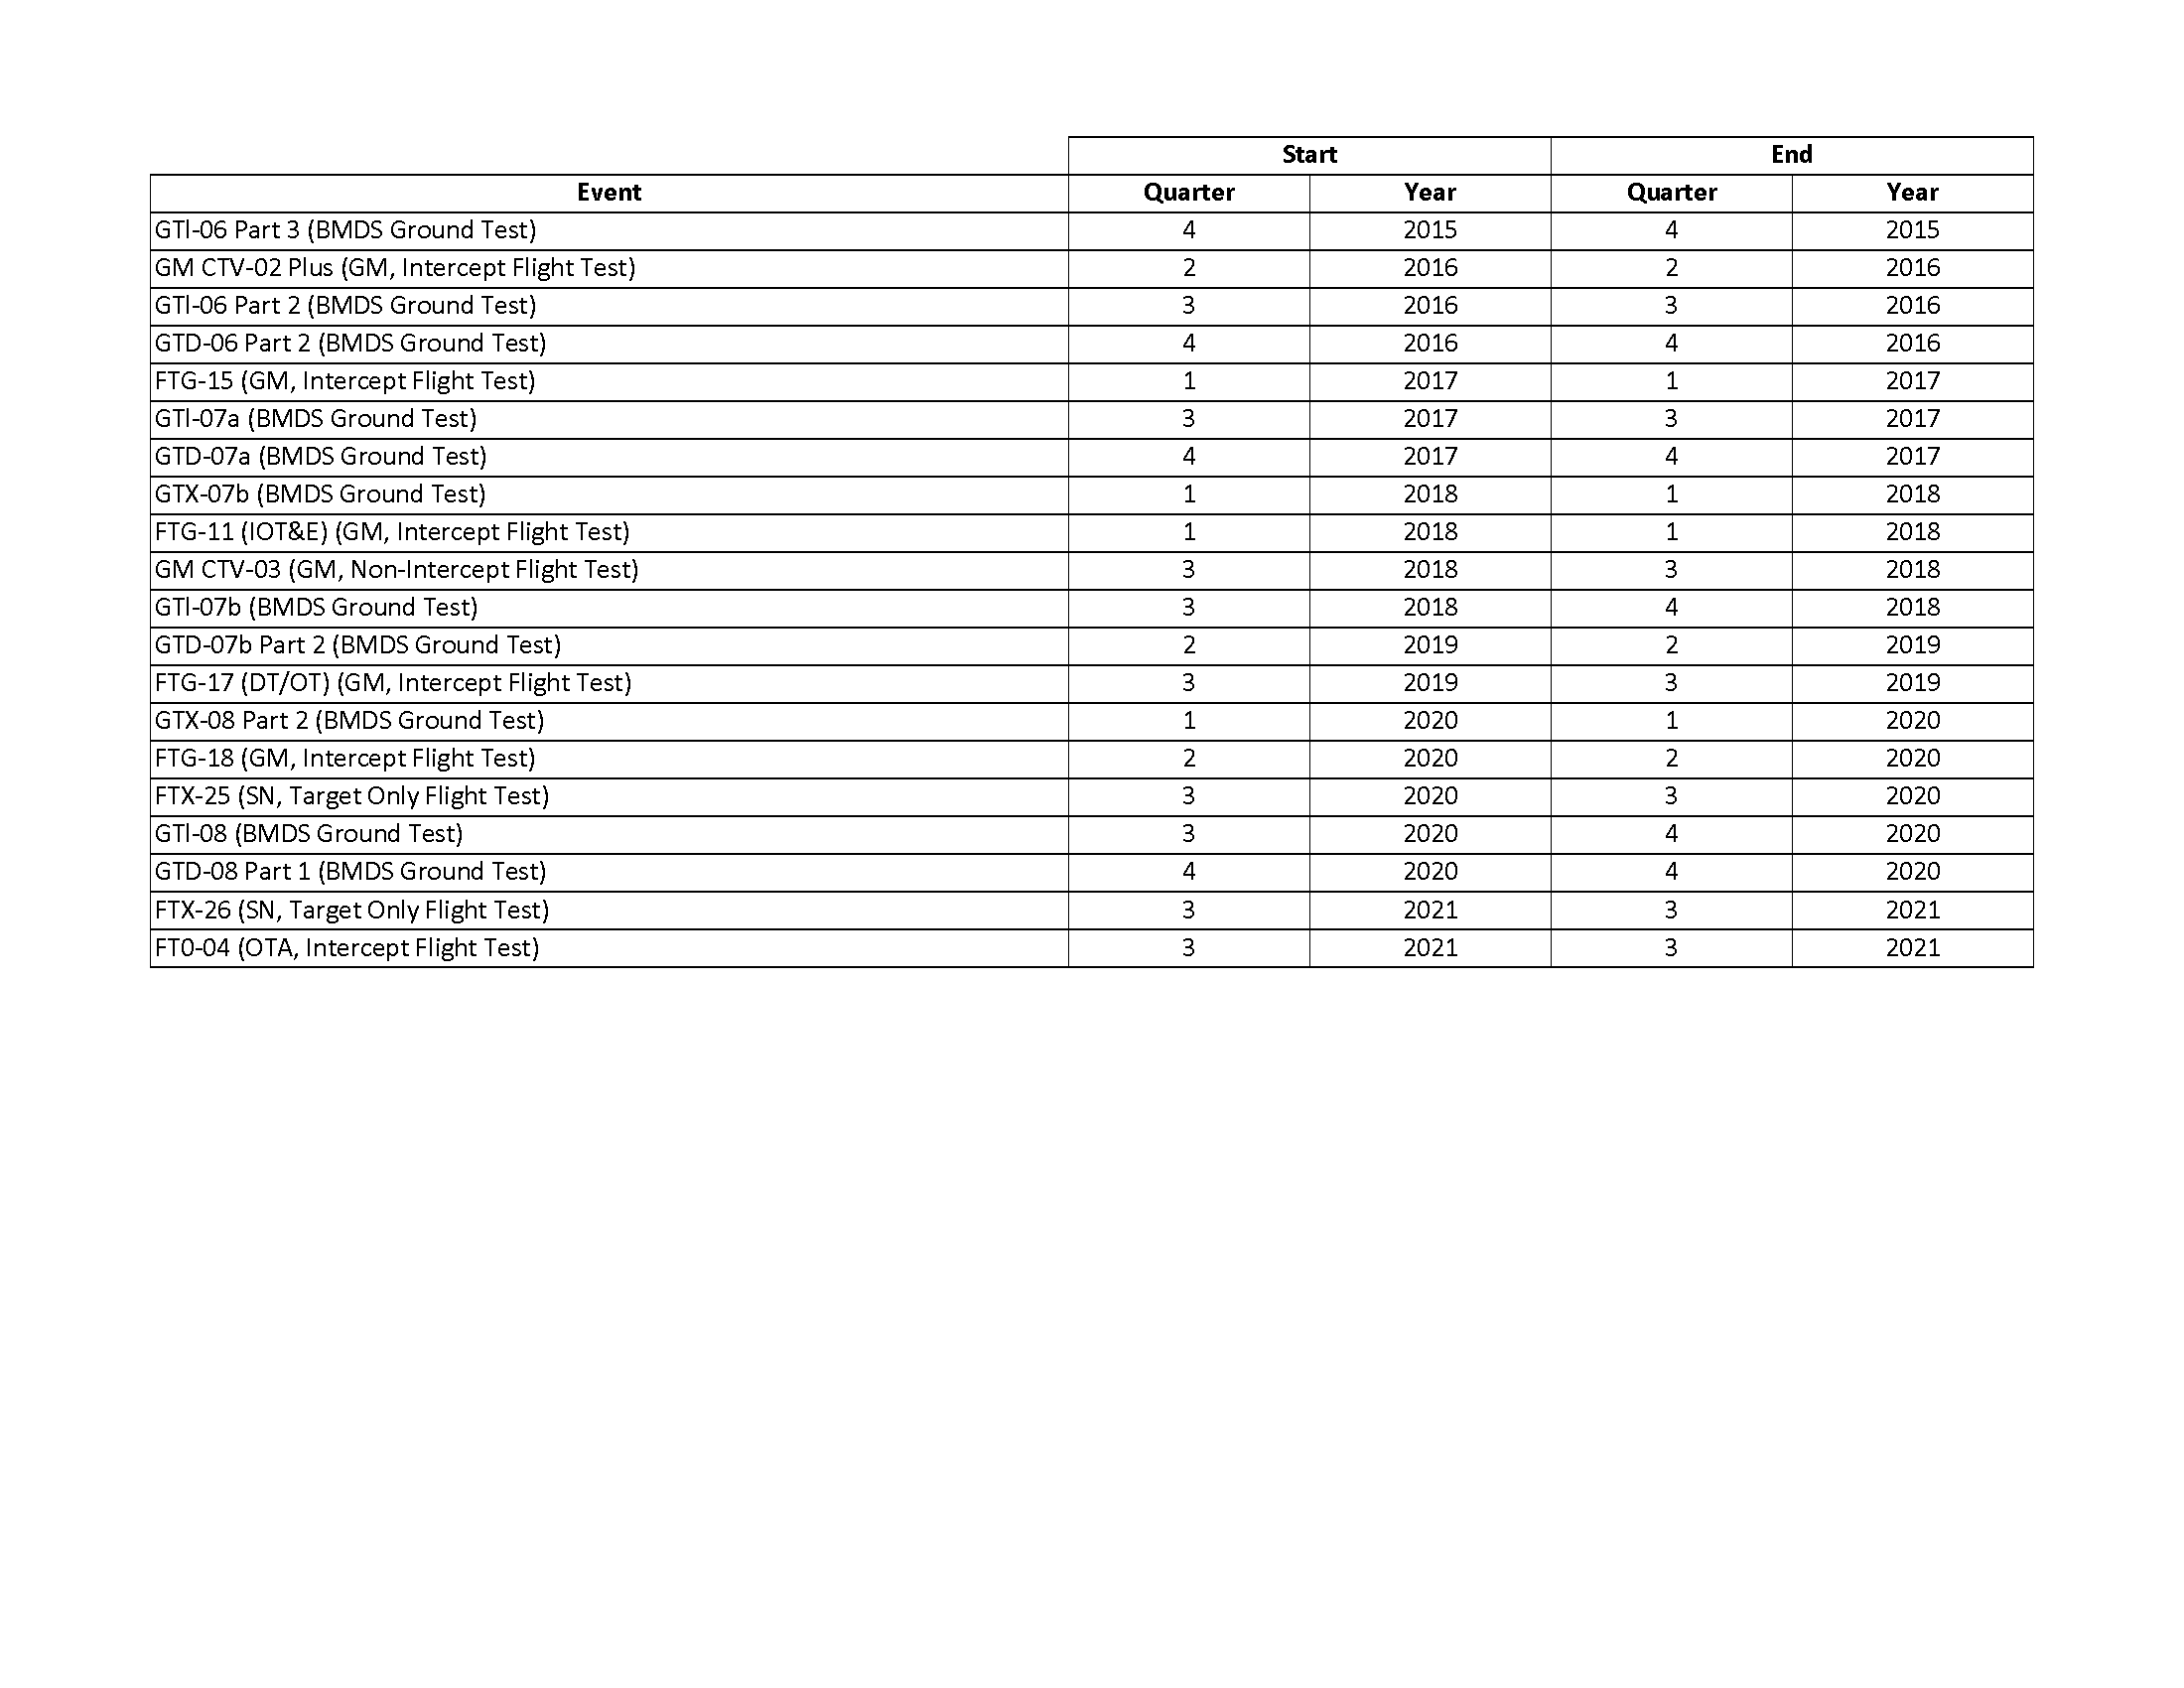 Start End
Event Quarter Year Quarter Year
GTl-06 Part 3 (BMDS Ground Test) 4 2015 4 2015
GM CTV-02 Plus (GM, Intercept Flight Test) 2 2016 2 2016
GTl-06 Part 2 (BMDS Ground Test) 3 2016 3 2016
GTD-06 Part 2 (BMDS Ground Test) 4 2016 4 2016
FTG-15 (GM, Intercept Flight Test) 1 2017 1 2017
GTl-07a (BMDS Ground Test) 3 2017 3 2017
GTD-07a (BMDS Ground Test) 4 2017 4 2017
GTX-07b (BMDS Ground Test) 1 2018 1 2018
FTG-11 (IOT&E) (GM, Intercept Flight Test) 1 2018 1 2018
GM CTV-03 (GM, Non-Intercept Flight Test) 3 2018 3 2018
GTl-07b (BMDS Ground Test) 3 2018 4 2018
GTD-07b Part 2 (BMDS Ground Test) 2 2019 2 2019
FTG-17 (DT/OT) (GM, Intercept Flight Test) 3 2019 3 2019
GTX-08 Part 2 (BMDS Ground Test) 1 2020 1 2020
FTG-18 (GM, Intercept Flight Test) 2 2020 2 2020
FTX-25 (SN, Target Only Flight Test) 3 2020 3 2020
GTl-08 (BMDS Ground Test) 3 2020 4 2020
GTD-08 Part 1 (BMDS Ground Test) 4 2020 4 2020
FTX-26 (SN, Target Only Flight Test) 3 2021 3 2021
FT0-04 (OTA, Intercept Flight Test) 3 2021 3 2021